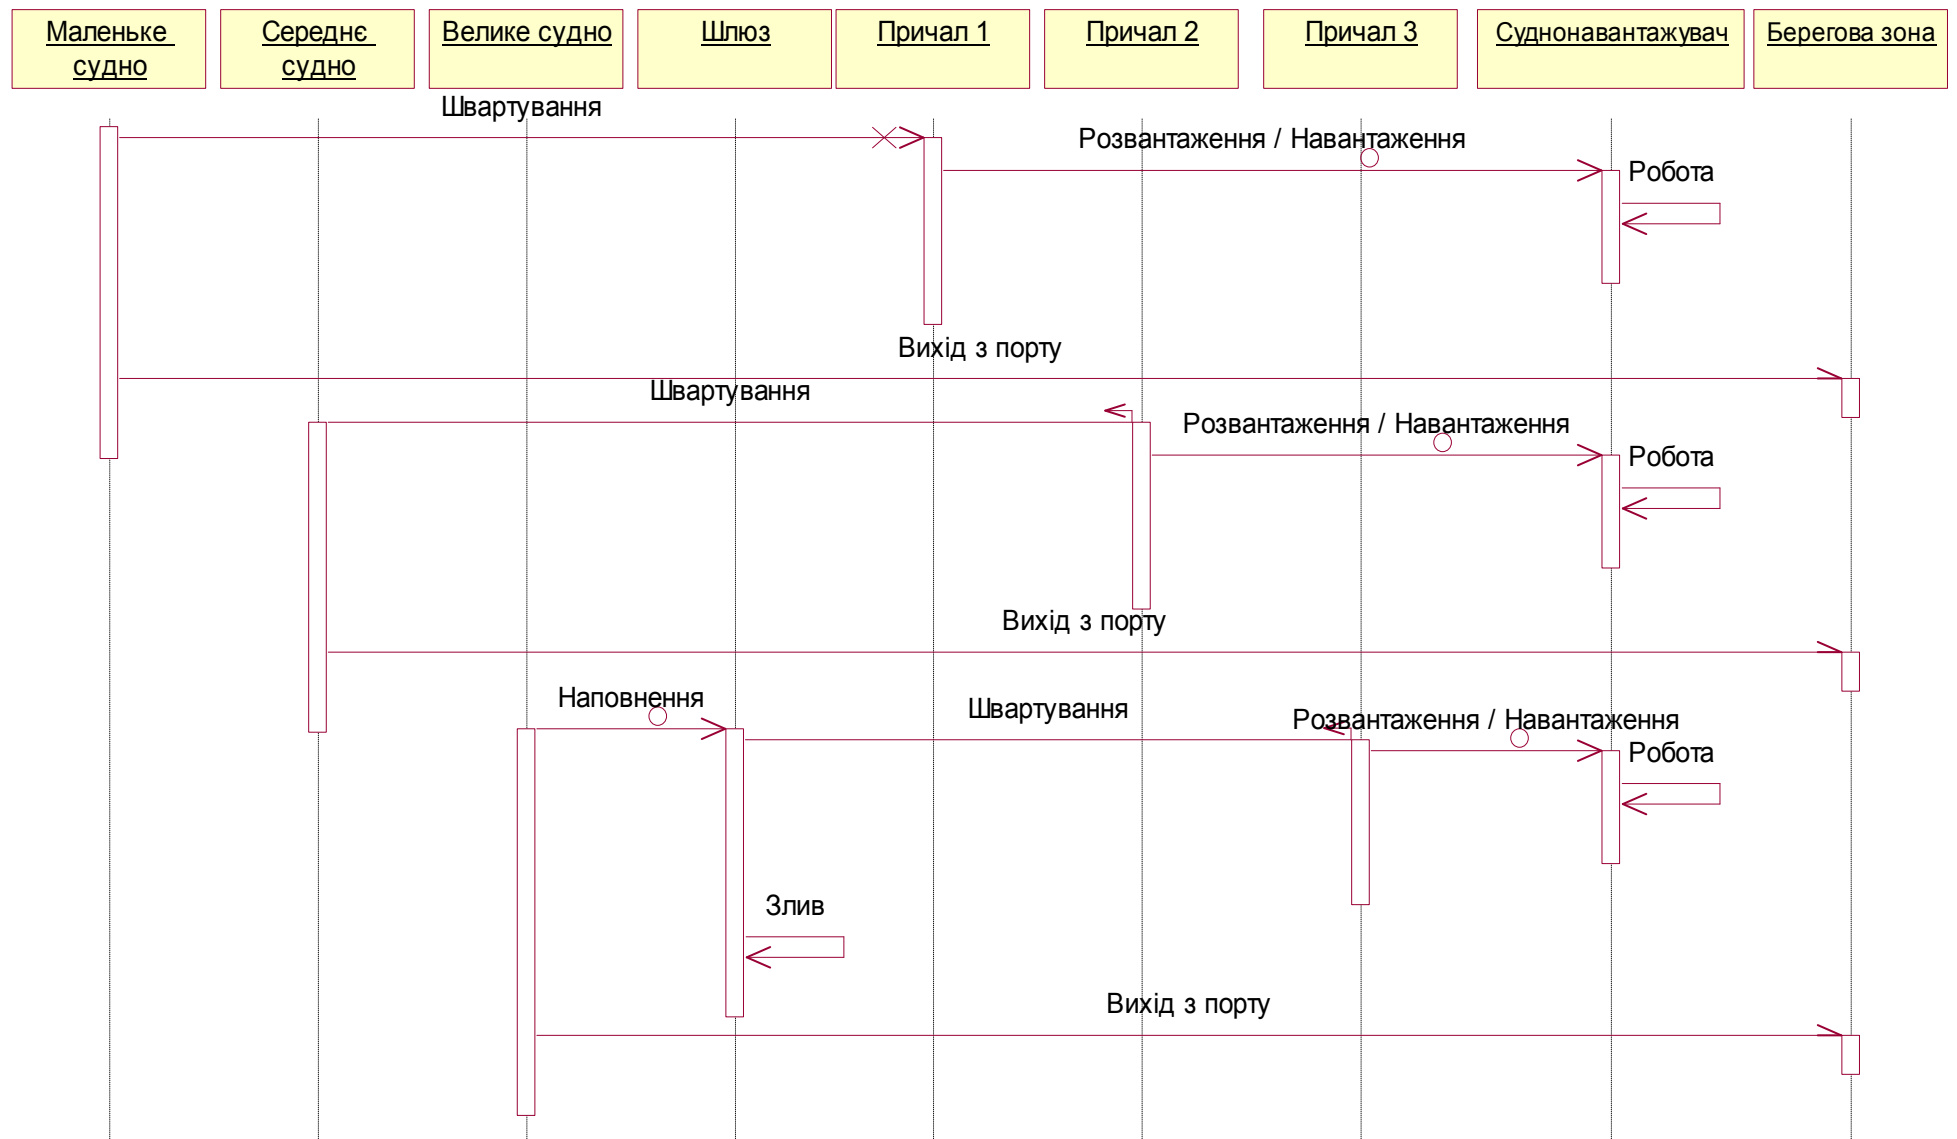 Маленьке
судно
Середнє
судно
Велике судно
Шлюз
Причал 1
Причал 2
Причал 3
Суднонавантажувач
Берегова зона
Швартування
Розвантаження / Навантаження
Робота
Вихід з порту
Швартування
Розвантаження / Навантаження
Робота
Вихід з порту
Наповнення
Швартування
Розвантаження / Навантаження
Робота
Злив
Вихід з порту